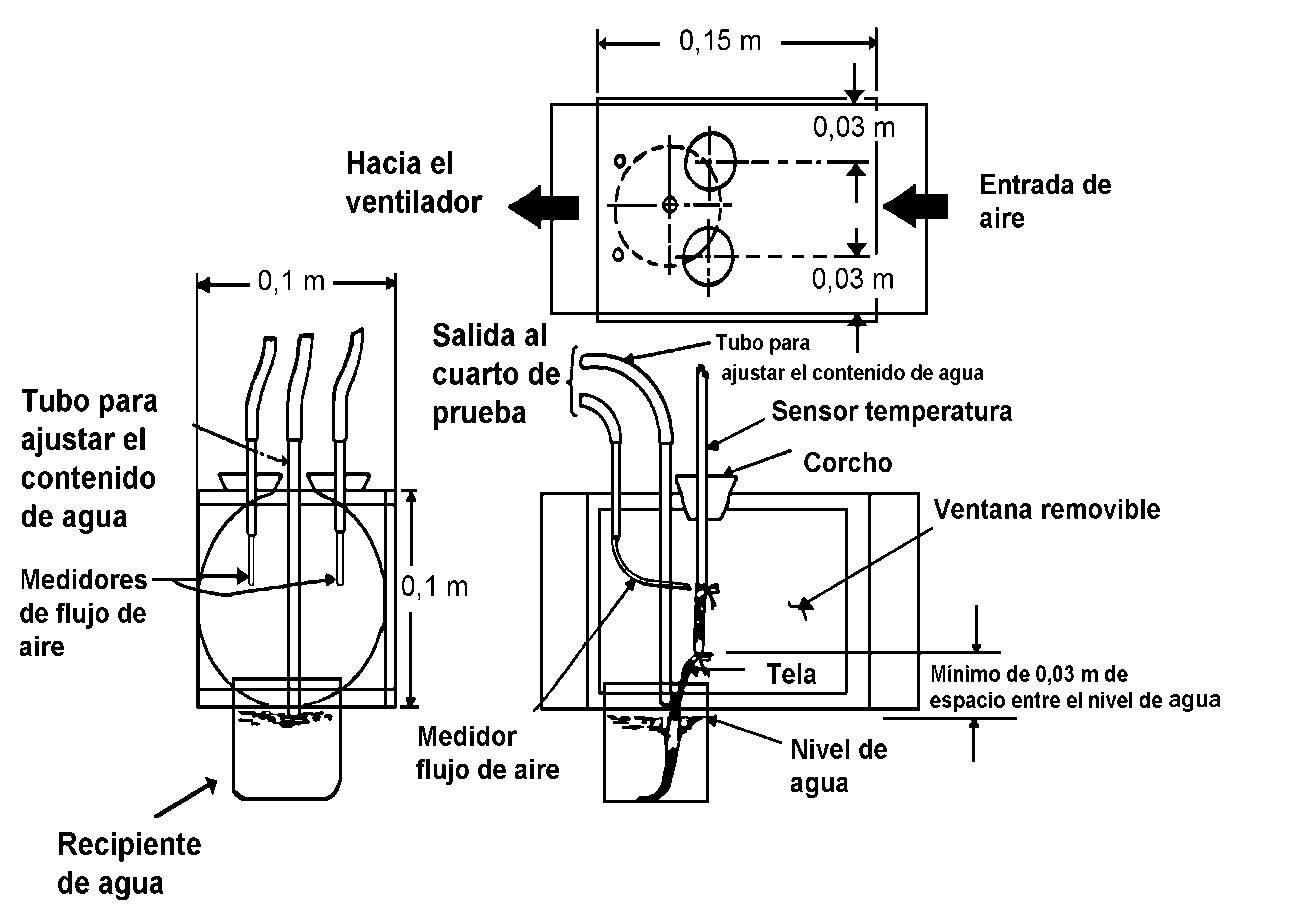 0,15 m
0,03 m
Hacia el
ventilador
Entrada de
aire
0,03 m
0,1 m
Salida al
cuarto de
prueba
Tubo para
ajustar el contenido de agua
Sensor temperatura
Corcho
Ventana removible
Tubo para
ajustar el
contenido
de agua
Medidores
de flujo de
aire
0,1 m
Tela
Mínimo de 0,03 m de
espacio entre el nivel de agua
Medidor
flujo de aire
Nivel de
agua
Recipiente
de agua